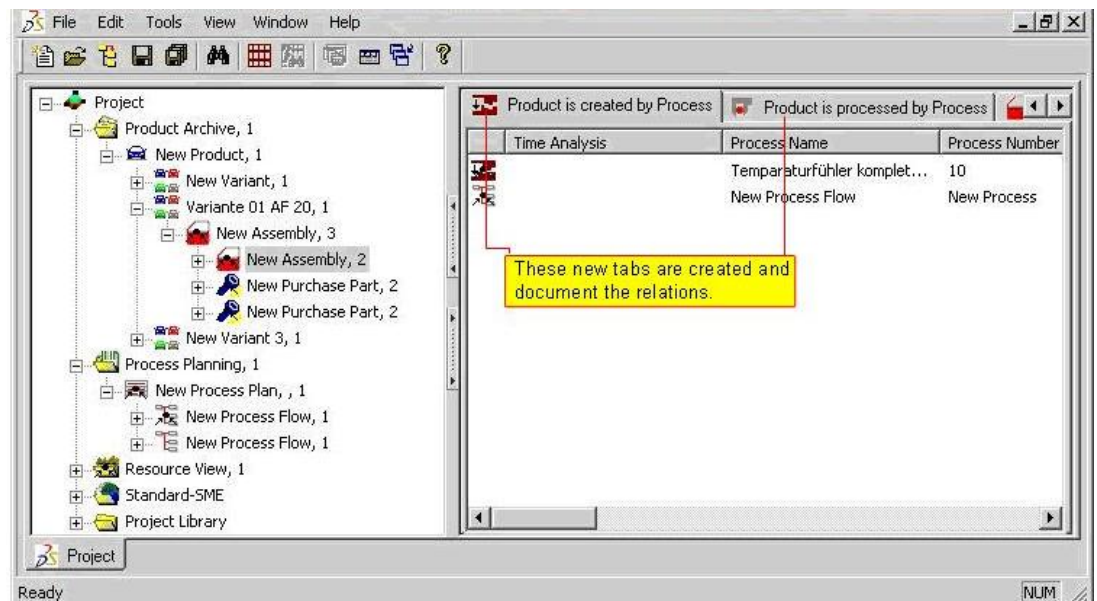 File Edit Tools View Window Help
Project
Product Archive, 1
New Product, 1
New Variant, 1
Variante 01 AF 20, 1
New Assembly, 3
New Assembly, 2
New Purchase Part, 2
New Purchase Part, 2
New Variant 3, 1
Process Planning, 1
New Process Plan, , 1
New Process Flow, 1
New Process Flow, 1
Resource View, 1
Standard-SME
Project Library
Product is created by Process Product is processed by Process
Time Analysis Process Name Process Number
Temparaturfühler komplet... 10
New Process Flow New Process
These new tabs are created and
document the relations.
Project
Ready NUM